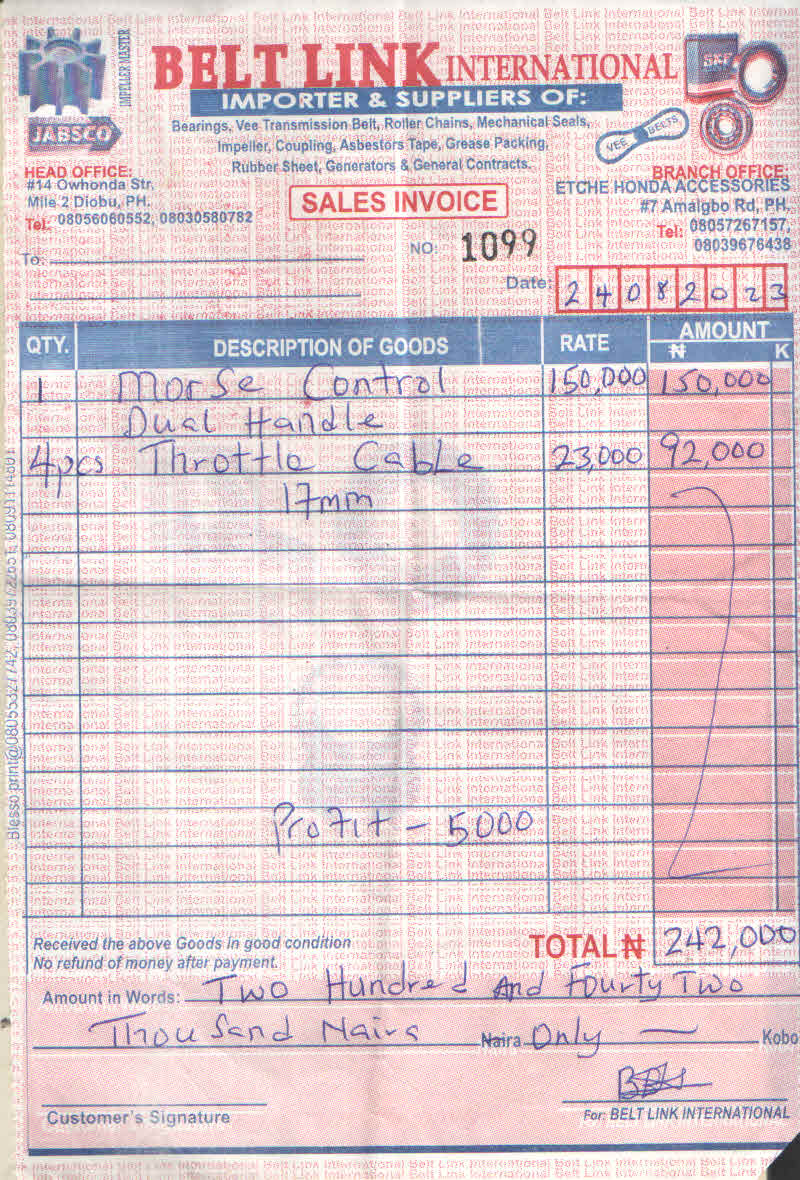 BELT LINK INTERNATIONAL
IMPELLER MASTER
JABSCO
SKF
IMPORTER & SUPPLIERS OF:
Bearings, Vee Transmission Belt, Roller Chains, Mechanical Seals,
Impeller, Coupling, Asbestors Tape, Grease Packing,
Rubber Sheet, Generators & General Contracts.
VEE BELTS
HEAD OFFICE:
#14 Owhonda Str,
Mile 2 Diobu, PH.
Tel: 08056060552, 08030580782
BRANCH OFFICE:
ETCHE HONDA ACCESSORIES
#7 Amaigbo Rd, PH,
Tel: 08057267157,
08039676438
SALES INVOICE
NO: 1099
To:
Date: 24082023
QTY. DESCRIPTION OF GOODS RATE AMOUNT
₦ K
1 Morse Control 150,000 150,000
Dual Handle
4pcs Throttle Cable 23,000 92,000
17mm
Profit - 5000
Received the above Goods in good condition
No refund of money after payment.
TOTAL ₦ 242,000
Amount in Words: Two Hundred And Fourty Two
Thousand Naira Naira Only — Kobo
Customer's Signature
For: BELT LINK INTERNATIONAL